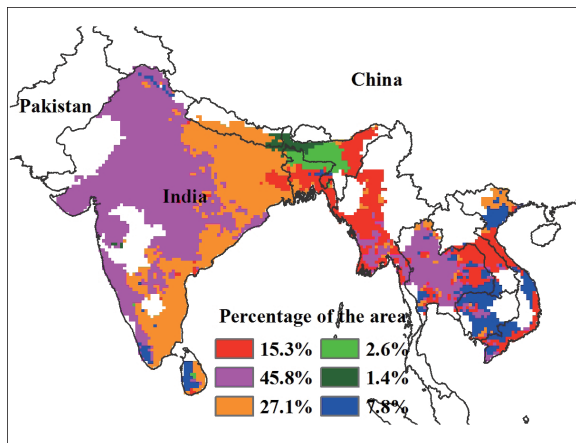 China
Pakistan
India
Percentage of the area
15.3% 2.6%
45.8% 1.4%
27.1% 7.8%